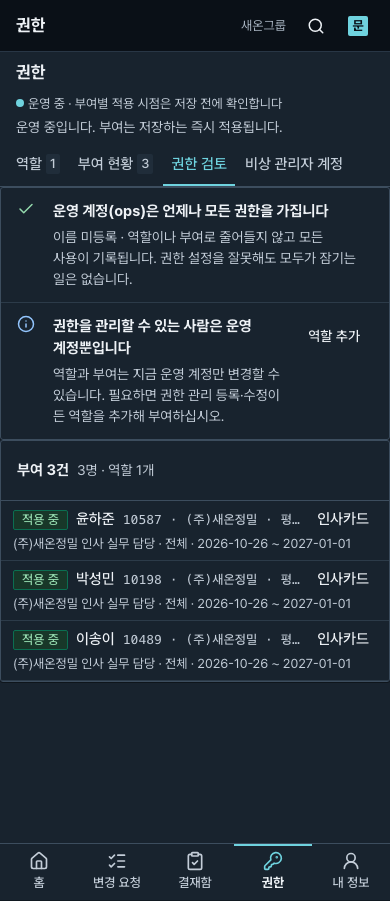 권한 새온그룹 문
권한
운영 중 · 부여별 적용 시점은 저장 전에 확인합니다
운영 중입니다. 부여는 저장하는 즉시 적용됩니다.
역할 1 부여 현황 3 권한 검토 비상 관리자 계정
운영 계정(ops)은 언제나 모든 권한을 가집니다
이름 미등록 · 역할이나 부여로 줄어들지 않고 모든
사용이 기록됩니다. 권한 설정을 잘못해도 모두가 잠기는
일은 없습니다.
권한을 관리할 수 있는 사람은 운영
계정뿐입니다
역할 추가
역할과 부여는 지금 운영 계정만 변경할 수
있습니다. 필요하면 권한 관리 등록·수정이
든 역할을 추가해 부여하십시오.
부여 3건 3명 · 역할 1개
적용 중 윤하준 10587 · (주)새온정밀 · 평… 인사카드
(주)새온정밀 인사 실무 담당 · 전체 · 2026-10-26 ~ 2027-01-01
적용 중 박성민 10198 · (주)새온정밀 · 평… 인사카드
(주)새온정밀 인사 실무 담당 · 전체 · 2026-10-26 ~ 2027-01-01
적용 중 이송이 10489 · (주)새온정밀 · 평… 인사카드
(주)새온정밀 인사 실무 담당 · 전체 · 2026-10-26 ~ 2027-01-01
홈 변경 요청 결재함 권한 내 정보